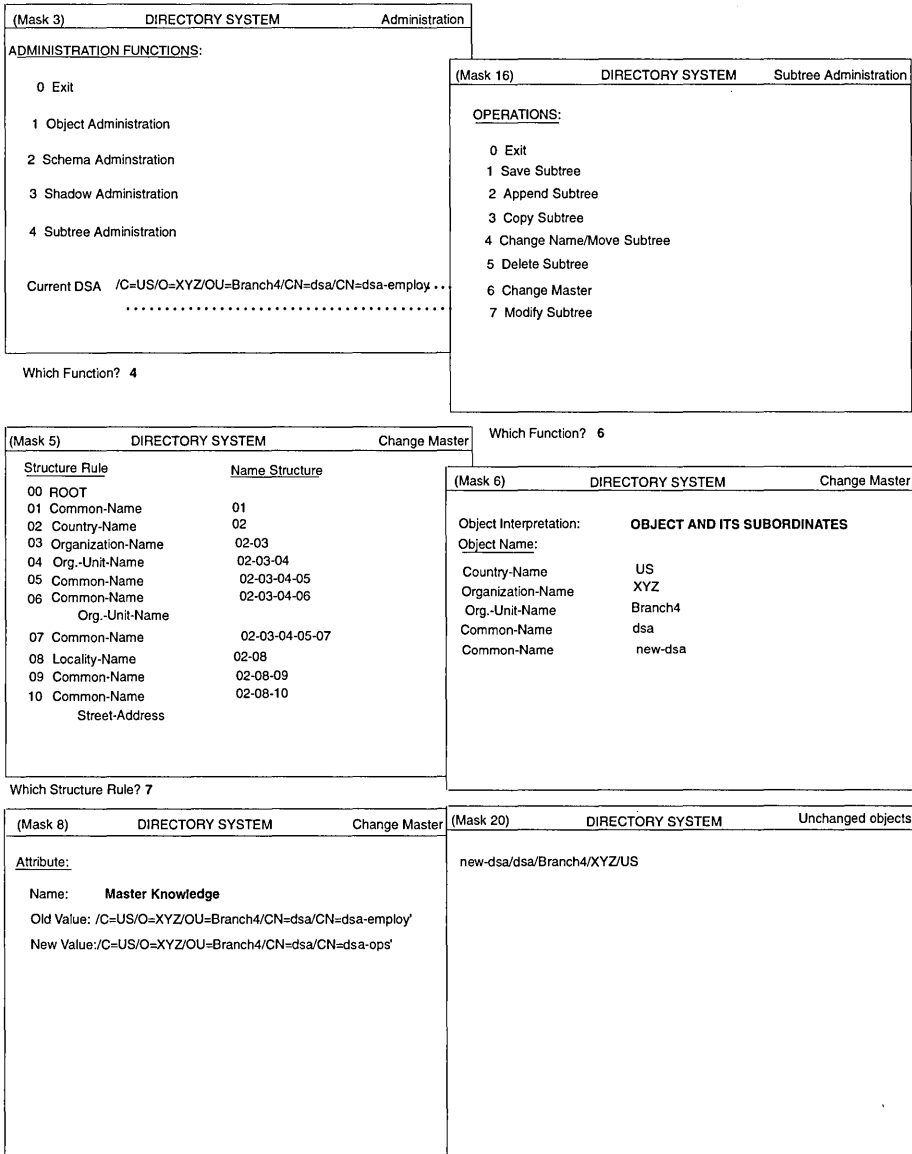 (Mask 3) DIRECTORY SYSTEM Administration
ADMINISTRATION FUNCTIONS:
0 Exit
1 Object Administration
2 Schema Adminstration
3 Shadow Administration
4 Subtree Administration
Current DSA /C=US/O=XYZ/OU=Branch4/CN=dsa/CN=dsa-employ
Which Function? 4
(Mask 16) DIRECTORY SYSTEM Subtree Administration
OPERATIONS:
0 Exit
1 Save Subtree
2 Append Subtree
3 Copy Subtree
4 Change Name/Move Subtree
5 Delete Subtree
6 Change Master
7 Modify Subtree
Which Function? 6
(Mask 5) DIRECTORY SYSTEM Change Master
Structure Rule Name Structure
00 ROOT
01 Common-Name 01
02 Country-Name 02
03 Organization-Name 02-03
04 Org.-Unit-Name 02-03-04
05 Common-Name 02-03-04-05
06 Common-Name 02-03-04-06
Org.-Unit-Name
07 Common-Name 02-03-04-05-07
08 Locality-Name 02-08
09 Common-Name 02-08-09
10 Common-Name 02-08-10
Street-Address
Which Structure Rule? 7
(Mask 6) DIRECTORY SYSTEM Change Master
Object Interpretation: OBJECT AND ITS SUBORDINATES
Object Name:
Country-Name US
Organization-Name XYZ
Org.-Unit-Name Branch4
Common-Name dsa
Common-Name new-dsa
(Mask 8) DIRECTORY SYSTEM Change Master
Attribute:
Name: Master Knowledge
Old Value: /C=US/O=XYZ/OU=Branch4/CN=dsa/CN=dsa-employ'
New Value:/C=US/O=XYZ/OU=Branch4/CN=dsa/CN=dsa-ops'
(Mask 20) DIRECTORY SYSTEM Unchanged objects
new-dsa/dsa/Branch4/XYZ/US